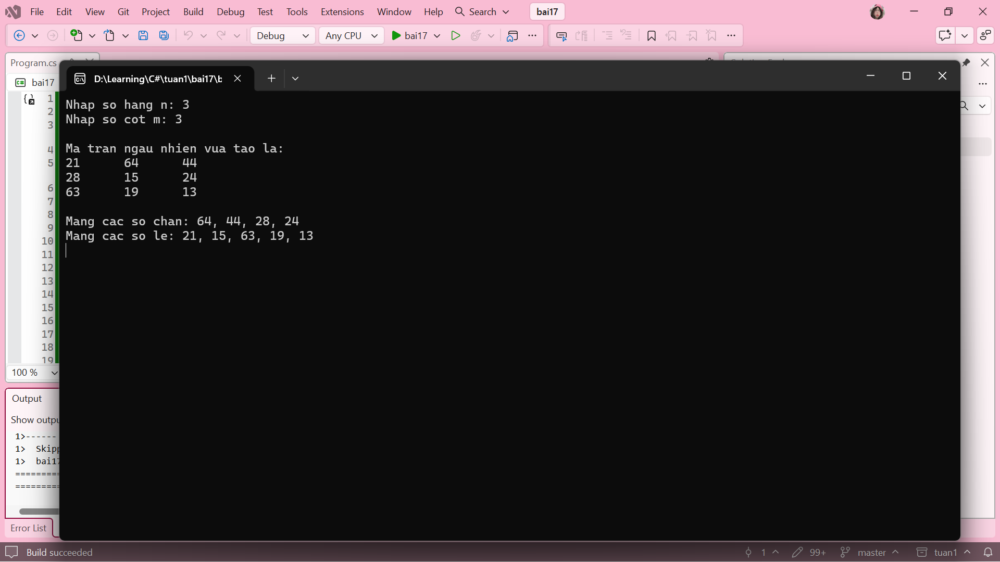 File Edit View Git Project Build Debug Test Tools Extensions Window Help Search bai17
Debug Any CPU bai17
Program.cs
D:\Learning\C#\tuan1\bai17\b
C# bai17
1
2
3
4
5
6
7
8
9
10
11
12
13
14
15
16
17
18
19
Nhap so hang n: 3
Nhap so cot m: 3
Ma tran ngau nhien vua tao la:
21 64 44
28 15 24
63 19 13
Mang cac so chan: 64, 44, 28, 24
Mang cac so le: 21, 15, 63, 19, 13
100 %
Output
Show outpu
1>------
1> Skipp
1> bai17
==========
==========
Error List
Build succeeded 1 99+ master tuan1